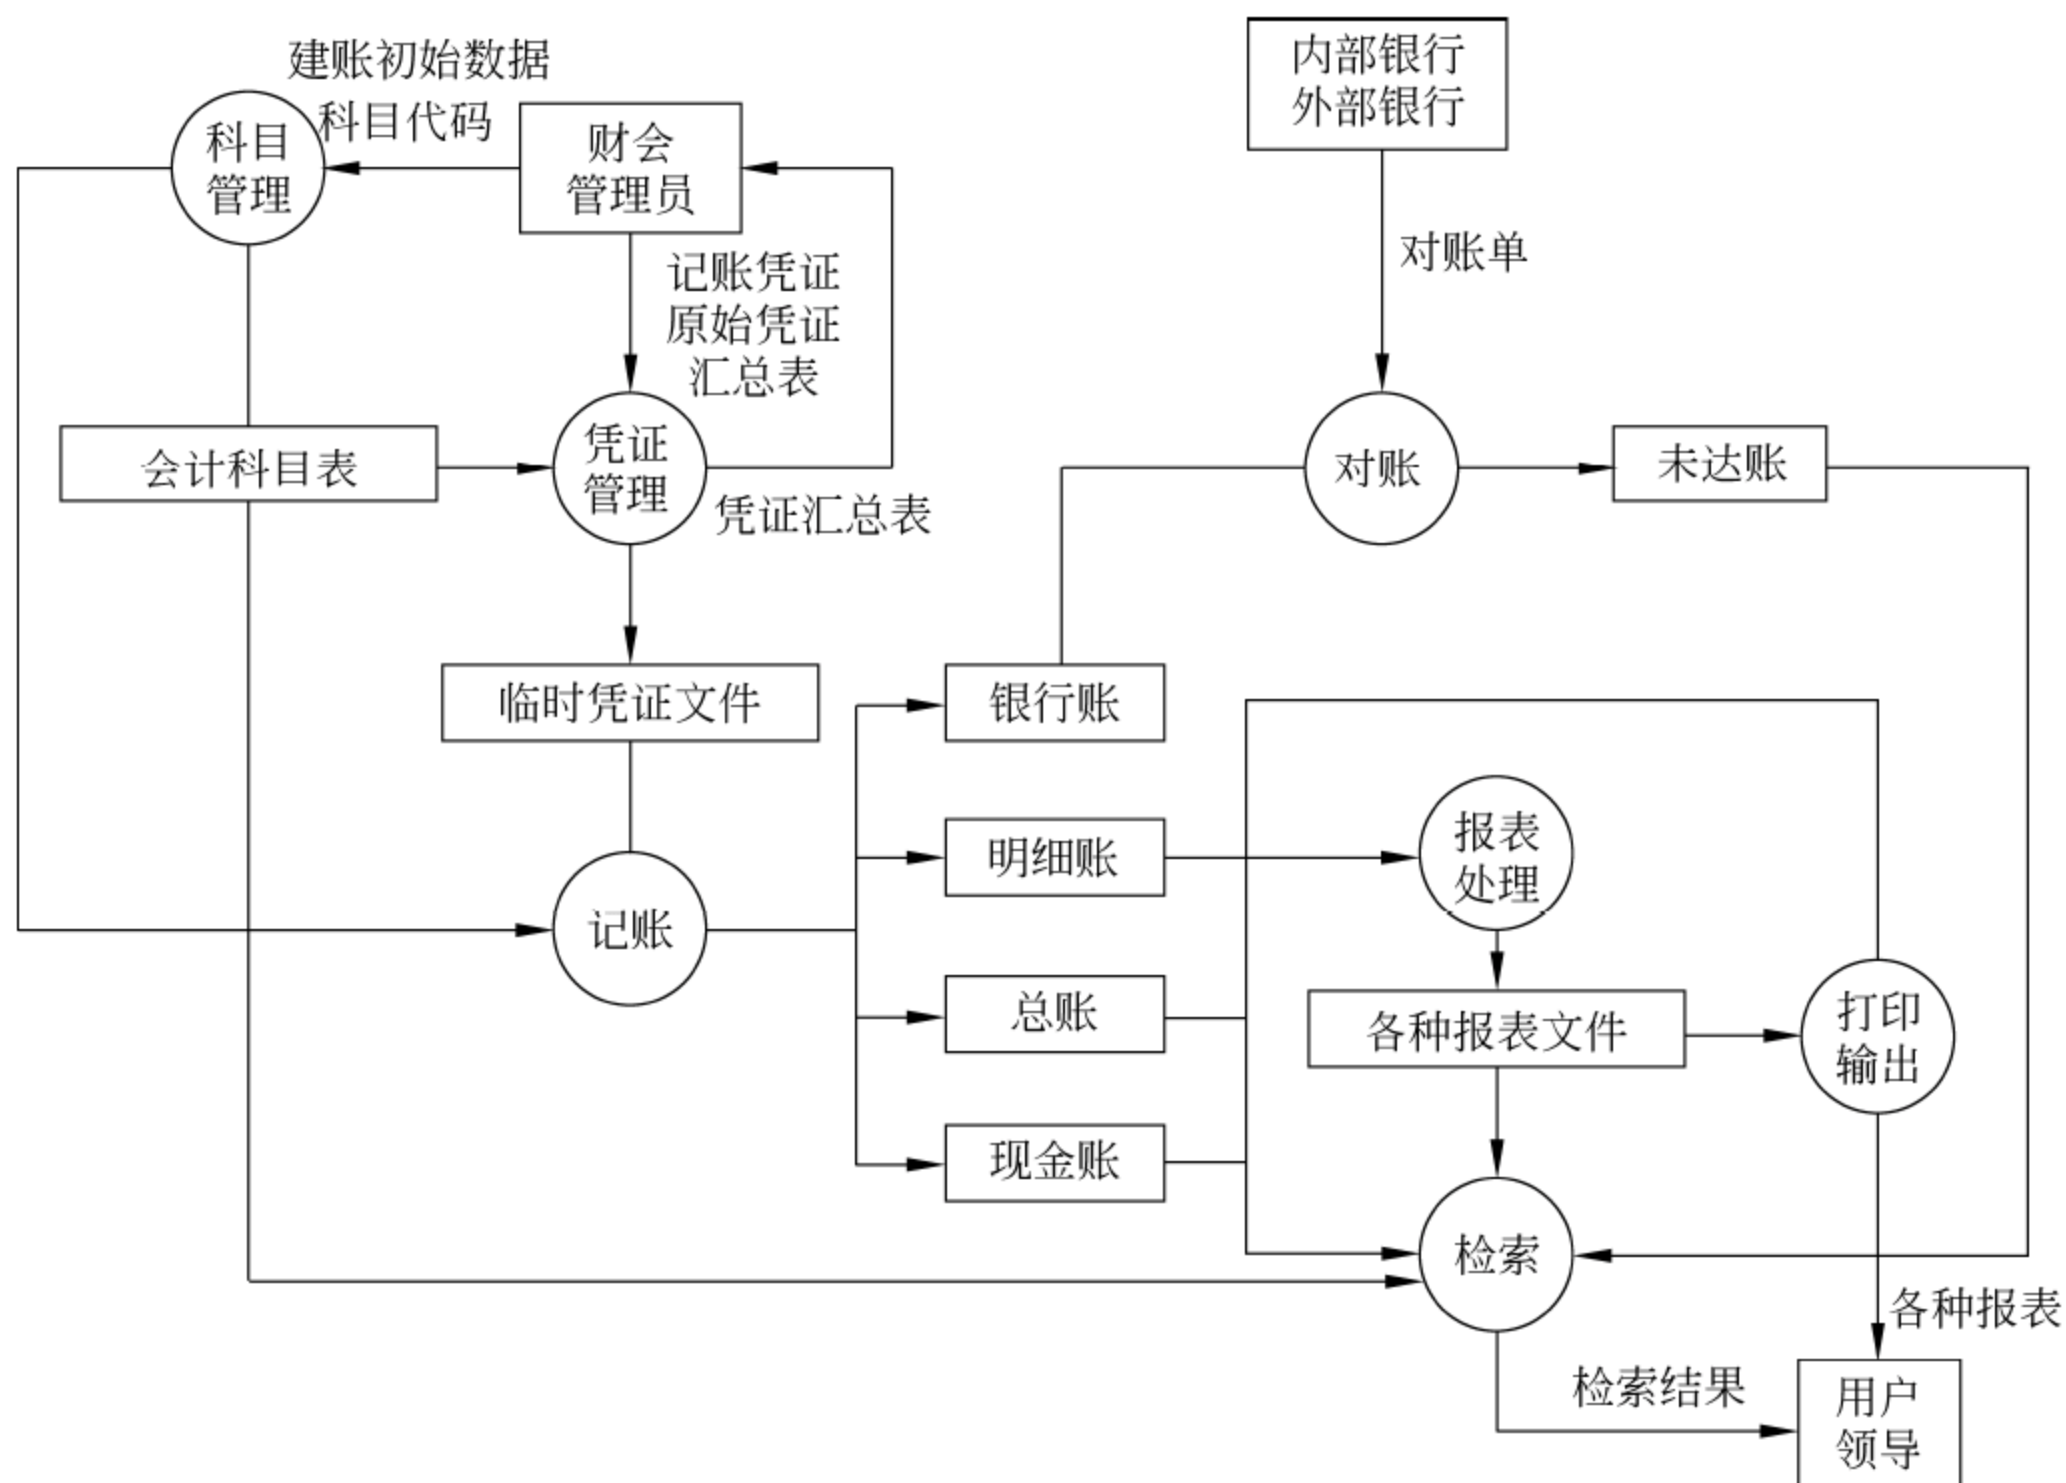 建账初始数据
科目代码
科目
管理
财会
管理员
内部银行
外部银行
记账凭证
原始凭证
汇总表
对账单
会计科目表
凭证
管理
凭证汇总表
对账
未达账
临时凭证文件
银行账
明细账
报表
处理
记账
总账
各种报表文件
打印
输出
现金账
检索
各种报表
检索结果
用户
领导